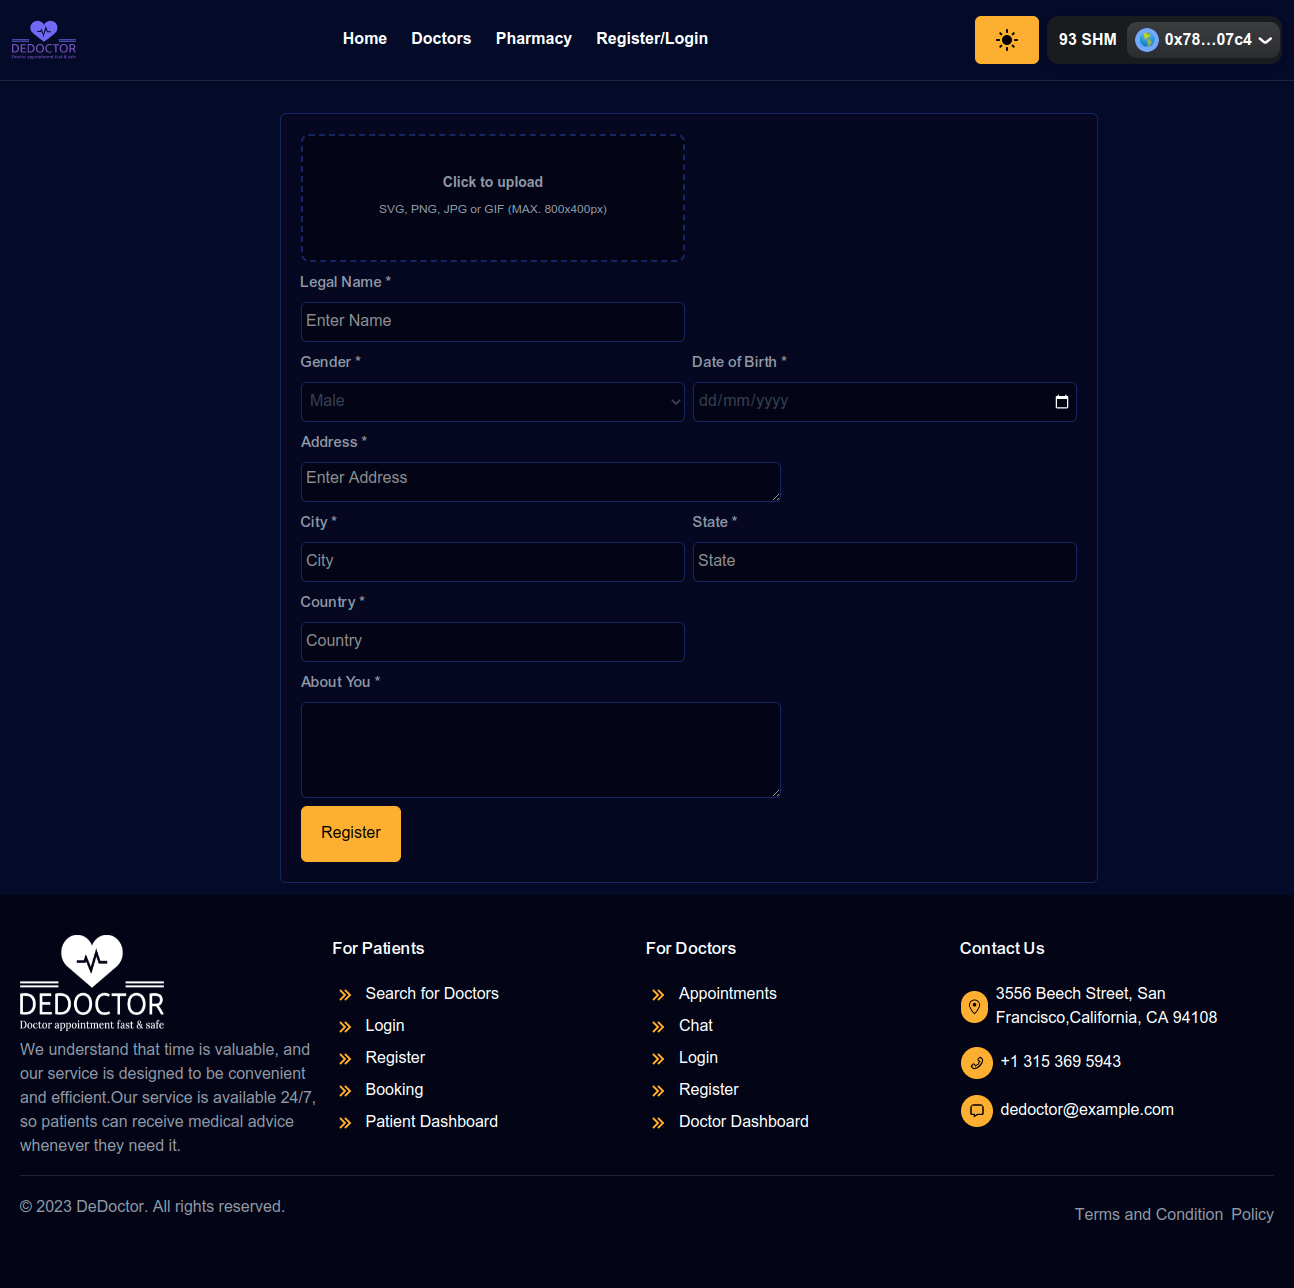 DEDOCTOR
Doctor appointment fast & safe
Home Doctors Pharmacy Register/Login
93 SHM 0x78...07c4
Click to upload
SVG, PNG, JPG or GIF (MAX. 800x400px)
Legal Name *
Enter Name
Gender * Date of Birth *
Male dd/mm/yyyy
Address *
Enter Address
City * State *
City State
Country *
Country
About You *
Register
DEDOCTOR
Doctor appointment fast & safe
We understand that time is valuable, and
our service is designed to be convenient
and efficient.Our service is available 24/7,
so patients can receive medical advice
whenever they need it.
For Patients
Search for Doctors
Login
Register
Booking
Patient Dashboard
For Doctors
Appointments
Chat
Login
Register
Doctor Dashboard
Contact Us
3556 Beech Street, San
Francisco,California, CA 94108
+1 315 369 5943
dedoctor@example.com
© 2023 DeDoctor. All rights reserved.
Terms and Condition Policy